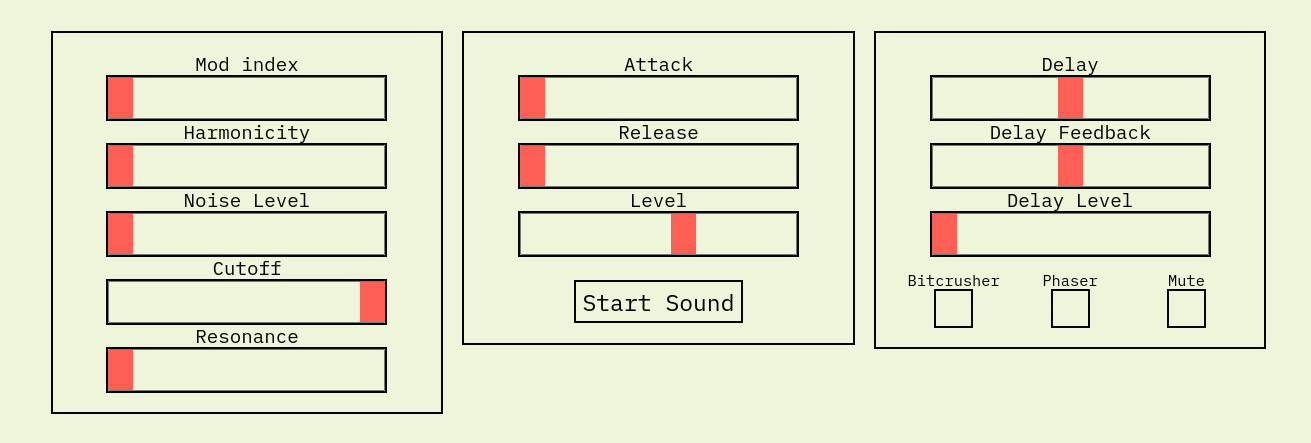 Mod index
Harmonicity
Noise Level
Cutoff
Resonance
Attack
Release
Level
Start Sound
Delay
Delay Feedback
Delay Level
Bitcrusher Phaser Mute